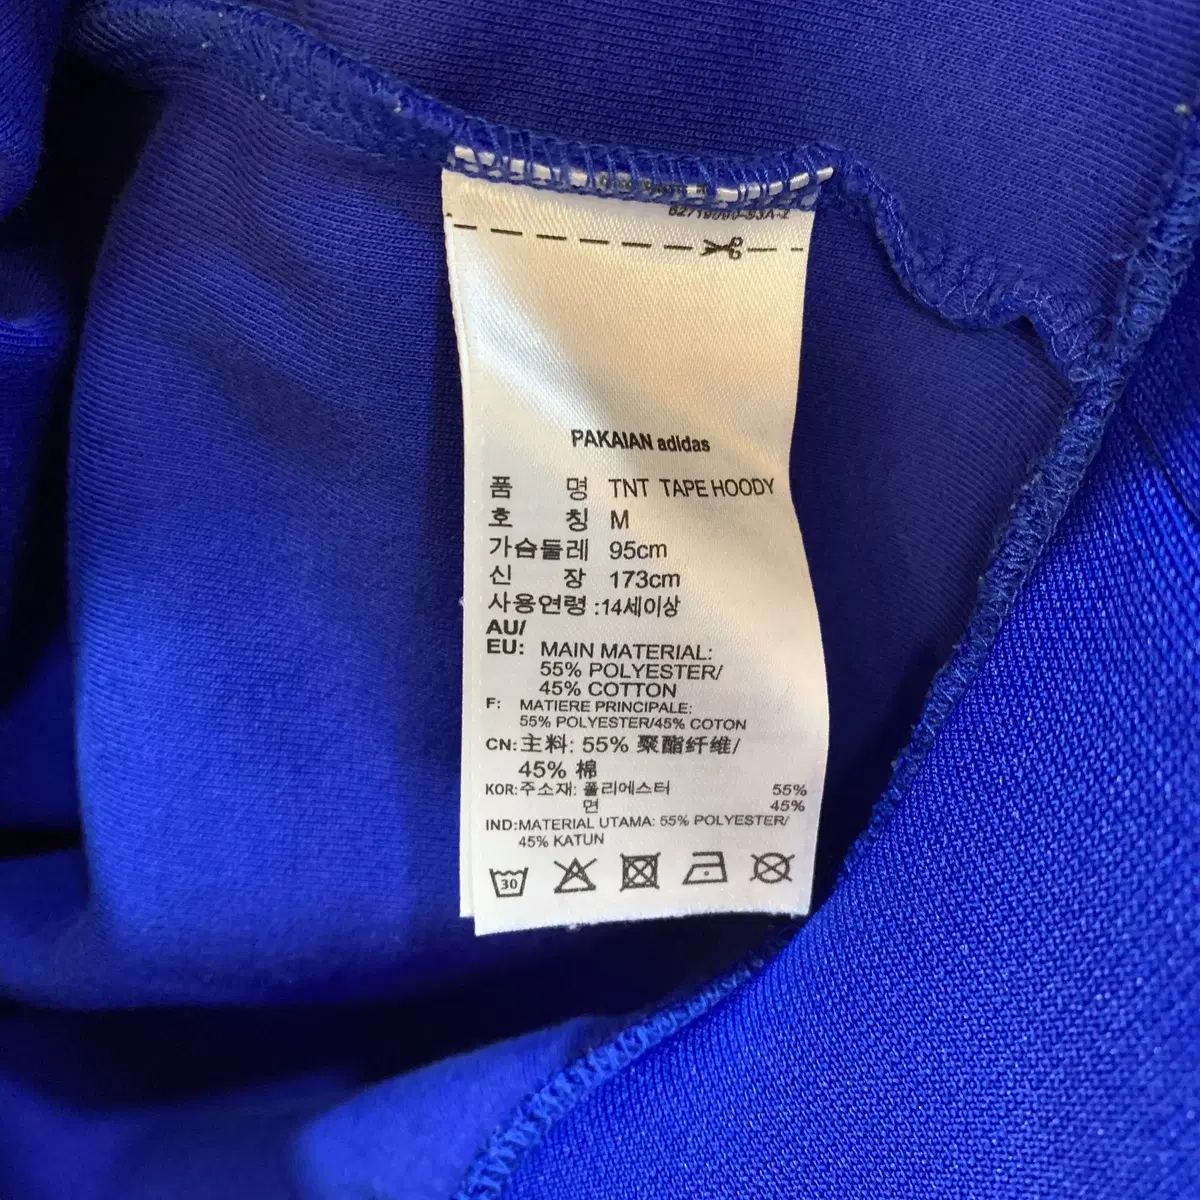 62719090-S3A-2
PAKAIAN adidas
품 명 TNT TAPE HOODY
호 칭 M
가슴둘레 95cm
신 장 173cm
사용연령 :14세이상
AU/
EU: MAIN MATERIAL:
55% POLYESTER/
45% COTTON
F: MATIERE PRINCIPALE:
55% POLYESTER/45% COTON
CN:主料: 55% 聚酯纤维/
45% 棉
KOR:주소재: 폴리에스터 55%
면 45%
IND:MATERIAL UTAMA: 55% POLYESTER/
45% KATUN
30